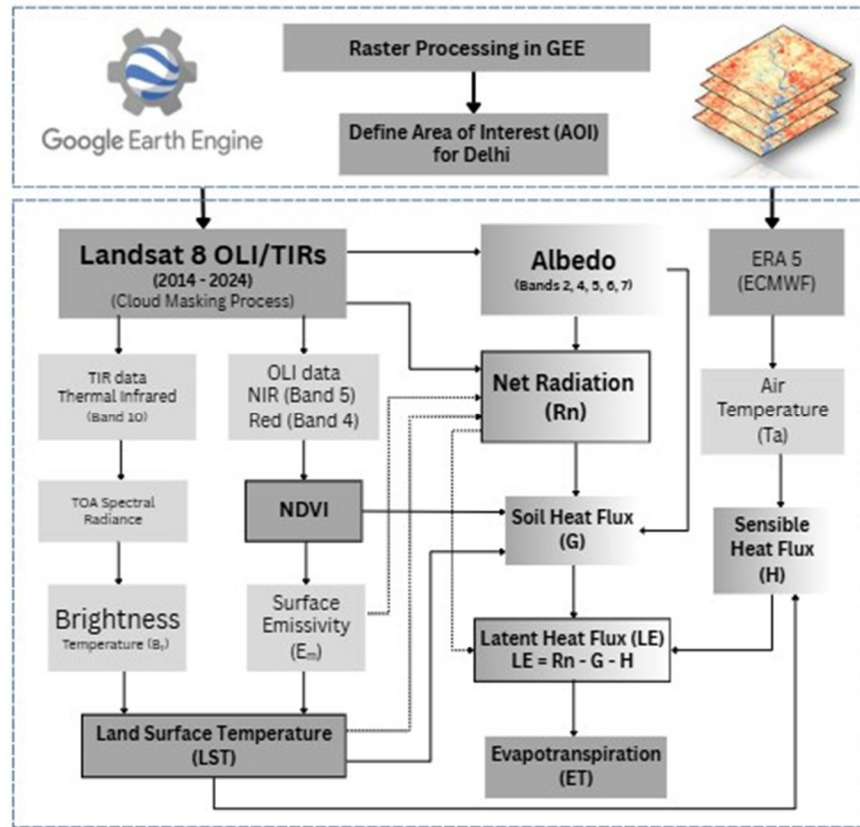 Raster Processing in GEE
Google Earth Engine
Define Area of Interest (AOI)
for Delhi
Landsat 8 OLI/TIRs
(2014 - 2024)
(Cloud Masking Process)
Albedo
(Bands 2, 4, 5, 6, 7)
ERA 5
(ECMWF)
TIR data
Thermal Infrared
(Band 10)
OLI data
NIR (Band 5)
Red (Band 4)
Net Radiation
(Rn)
Air
Temperature
(Ta)
TOA Spectral
Radiance
NDVI
Soil Heat Flux
(G)
Sensible
Heat Flux
(H)
Brightness
Temperature (Bₜ)
Surface
Emissivity
(Eₘ)
Latent Heat Flux (LE)
LE = Rn - G - H
Land Surface Temperature
(LST)
Evapotranspiration
(ET)